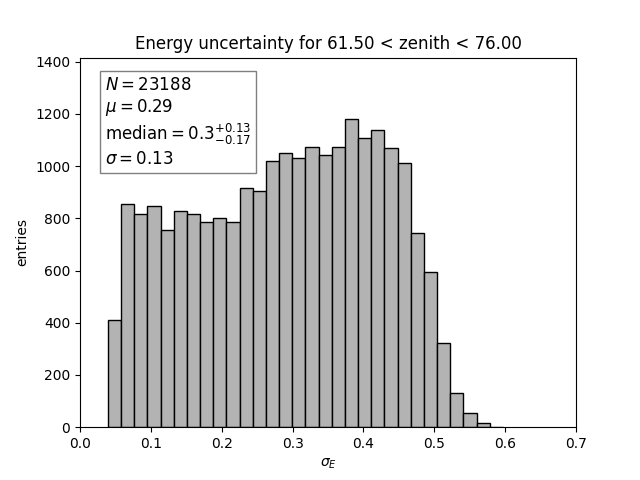 Energy uncertainty for 61.50 < zenith < 76.00
1400
1200
1000
800
600
400
200
0
entries
N = 23188
μ = 0.29
median = 0.3+0.13 −0.17
σ = 0.13
0.0 0.1 0.2 0.3 0.4 0.5 0.6 0.7
σE